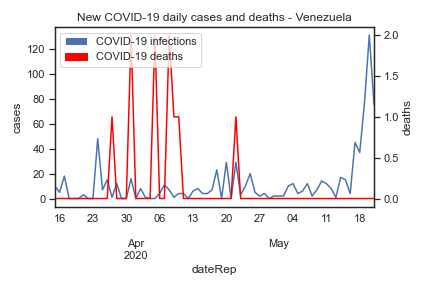 New COVID-19 daily cases and deaths - Venezuela
COVID-19 infections
COVID-19 deaths
120
100
80
60
40
20
0
cases
2.0
1.5
1.0
0.5
0.0
deaths
16 23 30 06 13 20 27 04 11 18
Apr May
2020
dateRep